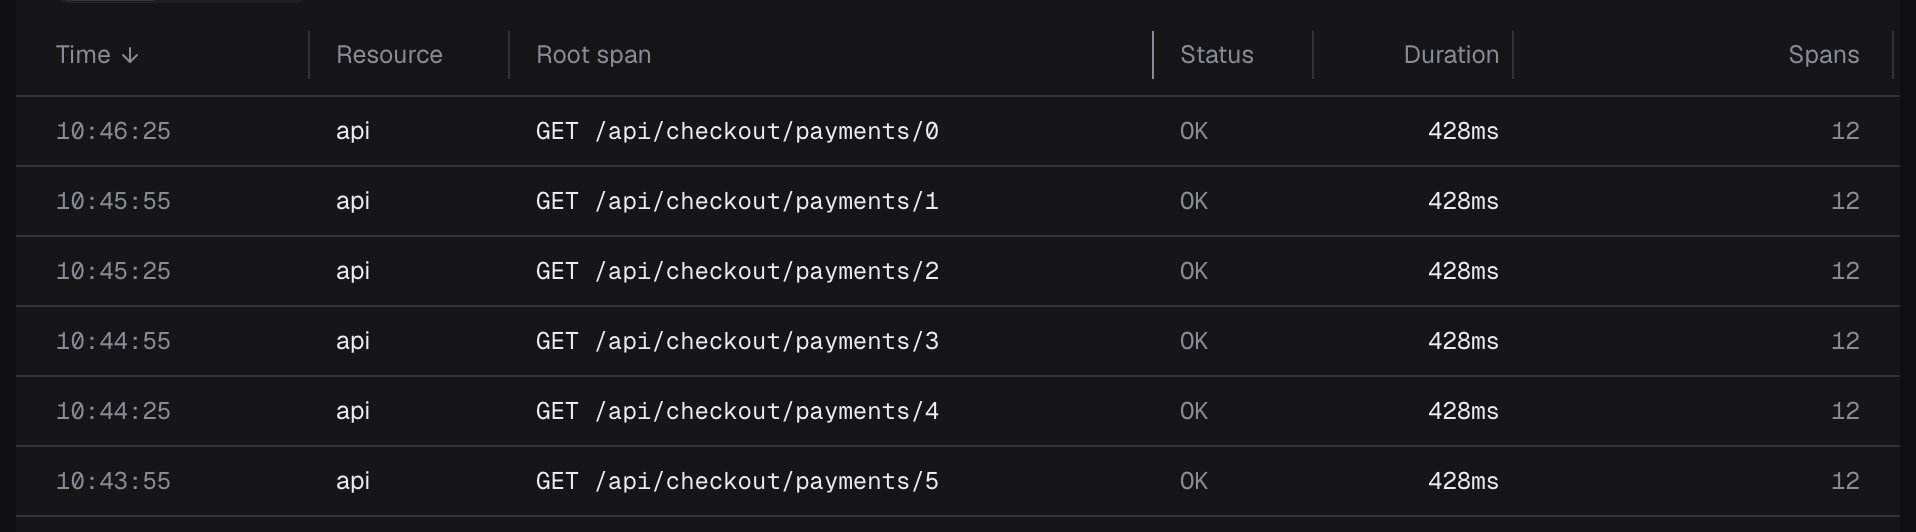 Time ↓ Resource Root span Status Duration Spans
10:46:25 api GET /api/checkout/payments/0 OK 428ms 12
10:45:55 api GET /api/checkout/payments/1 OK 428ms 12
10:45:25 api GET /api/checkout/payments/2 OK 428ms 12
10:44:55 api GET /api/checkout/payments/3 OK 428ms 12
10:44:25 api GET /api/checkout/payments/4 OK 428ms 12
10:43:55 api GET /api/checkout/payments/5 OK 428ms 12